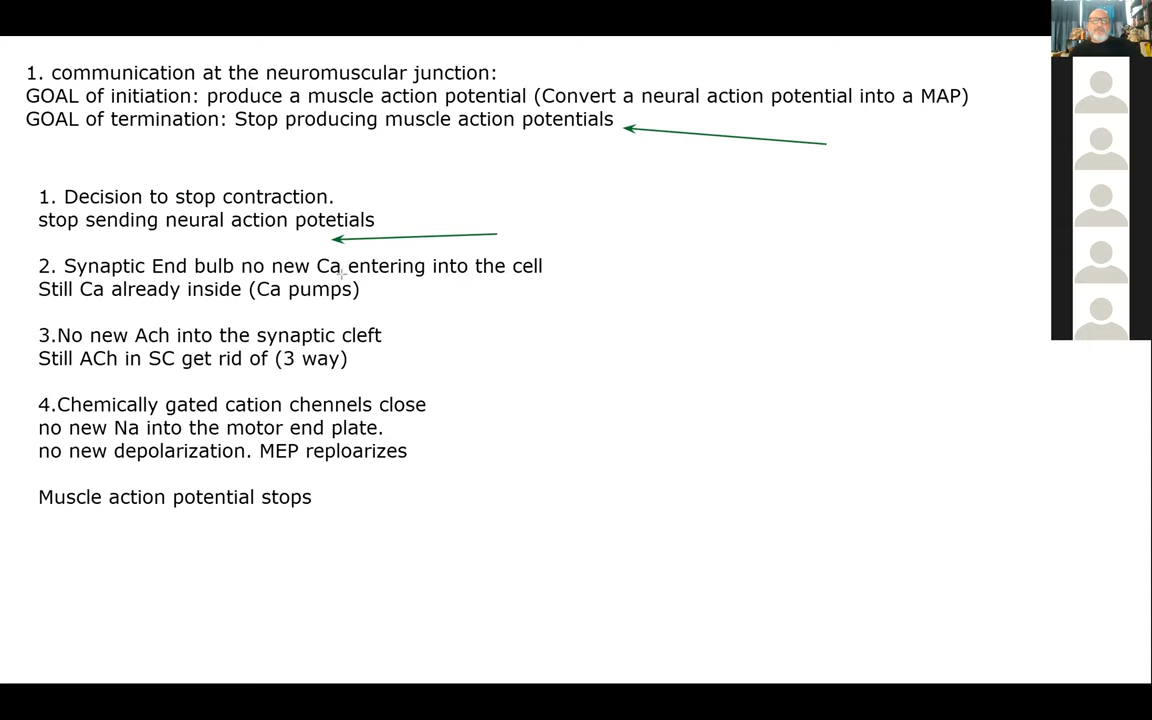 1. communication at the neuromuscular junction:
GOAL of initiation: produce a muscle action potential (Convert a neural action potential into a MAP)
GOAL of termination: Stop producing muscle action potentials
1. Decision to stop contraction.
stop sending neural action potetials
2. Synaptic End bulb no new Ca entering into the cell
Still Ca already inside (Ca pumps)
3.No new Ach into the synaptic cleft
Still ACh in SC get rid of (3 way)
4.Chemically gated cation chennels close
no new Na into the motor end plate.
no new depolarization. MEP reploarizes
Muscle action potential stops